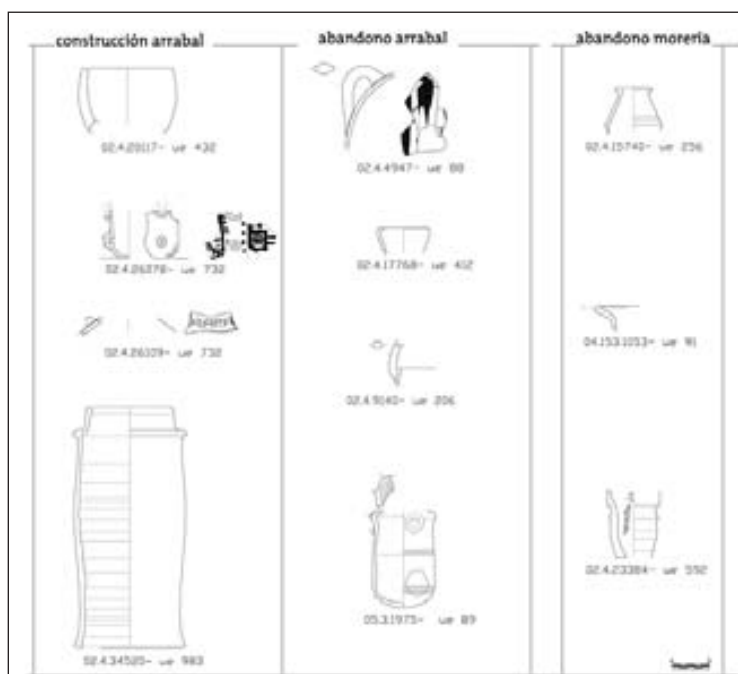 construcción arrabal
02.4.20117- ue 432
02.4.26278- ue 732
02.4.26109- ue 732
02.4.34520- ue 983
abandono arrabal
02.4.4947- ue 88
02.4.17768- ue 412
02.4.9140- ue 206
05.3.1975- ue 89
abandono morería
02.4.15740- ue 256
04.153.1053- ue 91
02.4.23384- ue 592